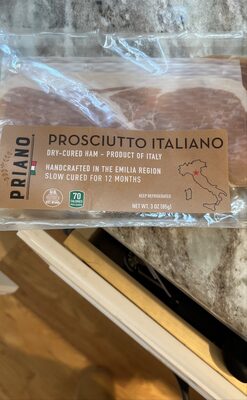 PRIANO
PROSCIUTTO ITALIANO
DRY-CURED HAM – PRODUCT OF ITALY
HANDCRAFTED IN THE EMILIA REGION
SLOW CURED FOR 12 MONTHS
70
KEEP REFRIGERATED
NET WT. 3 OZ (85g)